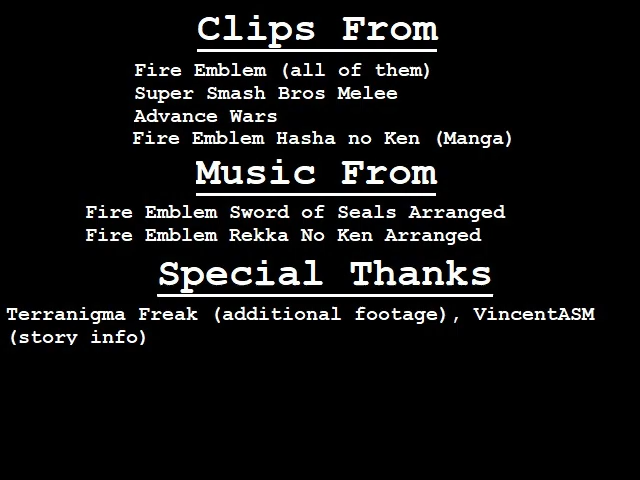 Clips From
Fire Emblem (all of them)
Super Smash Bros Melee
Advance Wars
Fire Emblem Hasha no Ken (Manga)
Music From
Fire Emblem Sword of Seals Arranged
Fire Emblem Rekka No Ken Arranged
Special Thanks
Terranigma Freak (additional footage), VincentASM
(story info)